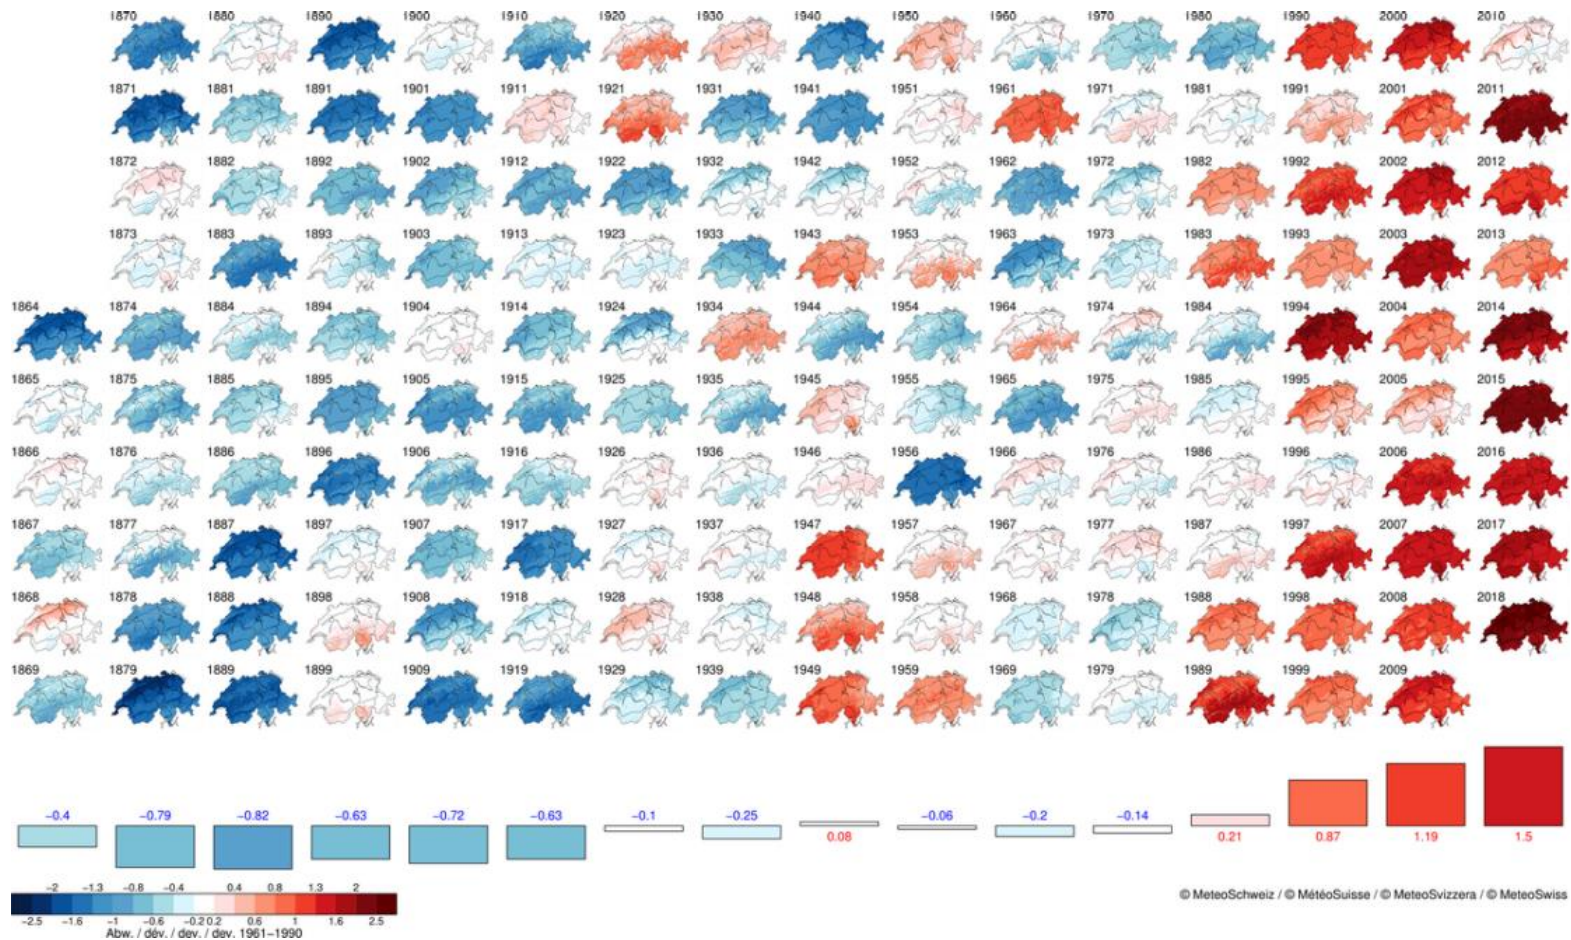 1870 1880 1890 1900 1910 1920 1930 1940 1950 1960 1970 1980 1990 2000 2010
1871 1881 1891 1901 1911 1921 1931 1941 1951 1961 1971 1981 1991 2001 2011
1872 1882 1892 1902 1912 1922 1932 1942 1952 1962 1972 1982 1992 2002 2012
1873 1883 1893 1903 1913 1923 1933 1943 1953 1963 1973 1983 1993 2003 2013
1864 1874 1884 1894 1904 1914 1924 1934 1944 1954 1964 1974 1984 1994 2004 2014
1865 1875 1885 1895 1905 1915 1925 1935 1945 1955 1965 1975 1985 1995 2005 2015
1866 1876 1886 1896 1906 1916 1926 1936 1946 1956 1966 1976 1986 1996 2006 2016
1867 1877 1887 1897 1907 1917 1927 1937 1947 1957 1967 1977 1987 1997 2007 2017
1868 1878 1888 1898 1908 1918 1928 1938 1948 1958 1968 1978 1988 1998 2008 2018
1869 1879 1889 1899 1909 1919 1929 1939 1949 1959 1969 1979 1989 1999 2009
−0.4 −0.79 −0.82 −0.63 −0.72 −0.63 −0.1 −0.25 0.08 −0.06 −0.2 −0.14 0.21 0.87 1.19 1.5
−2 −1.3 −0.8 −0.4 0.4 0.8 1.3 2
−2.5 −1.6 −1 −0.6 −0.2 0.2 0.6 1 1.6 2.5
Abw. / dév. / dev. / dev. 1961−1990
© MeteoSchweiz / © MétéoSuisse / © MeteoSvizzera / © MeteoSwiss